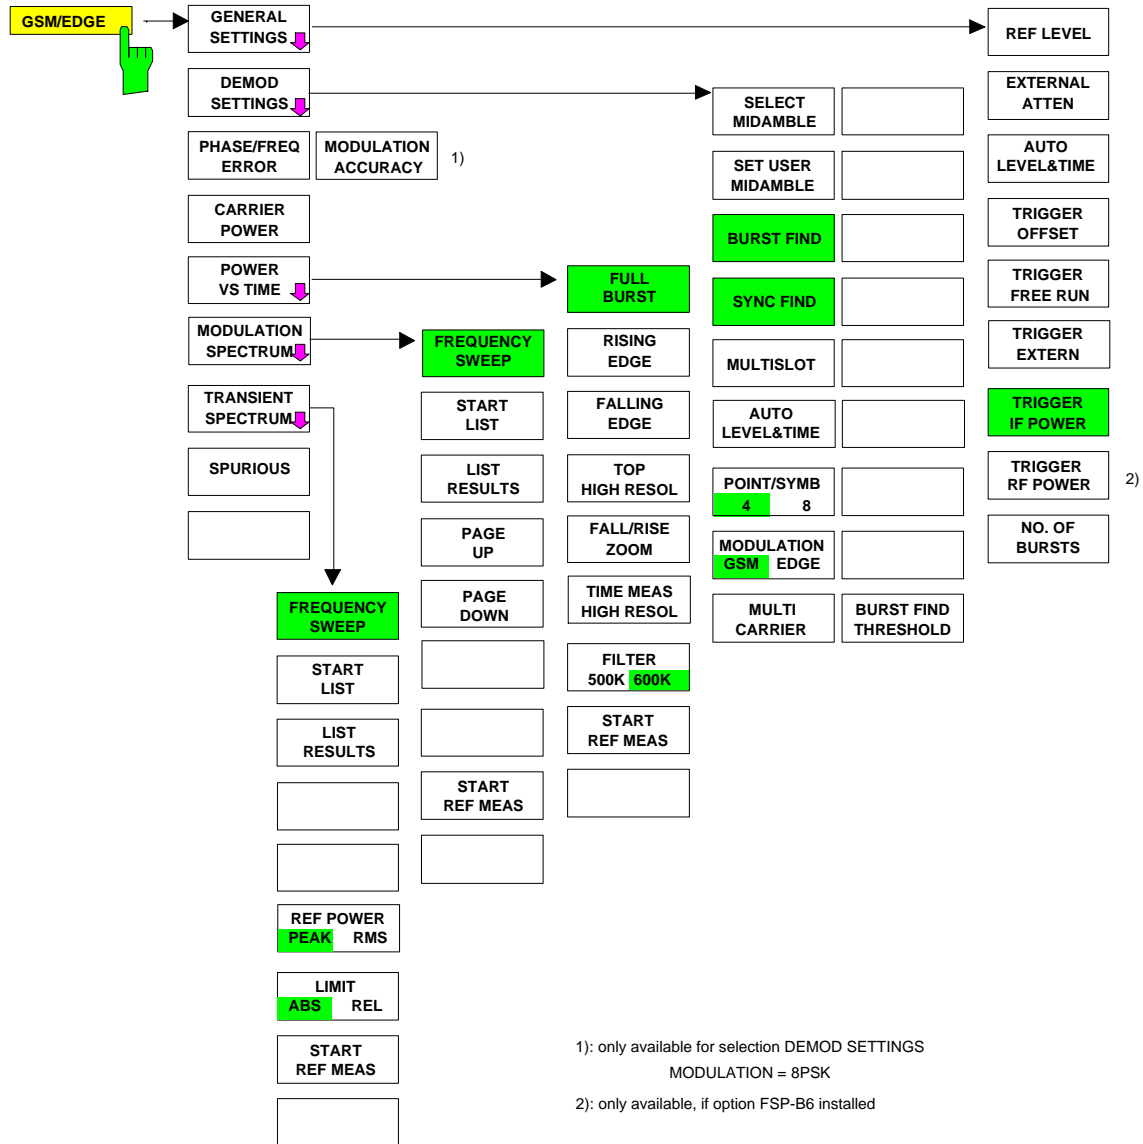 GSM/EDGE
GENERAL
SETTINGS
DEMOD
SETTINGS
PHASE/FREQ
ERROR
MODULATION
ACCURACY
1)
CARRIER
POWER
POWER
VS TIME
MODULATION
SPECTRUM
TRANSIENT
SPECTRUM
SPURIOUS
FREQUENCY
SWEEP
START
LIST
LIST
RESULTS
REF POWER
PEAK RMS
LIMIT
ABS REL
START
REF MEAS
FREQUENCY
SWEEP
START
LIST
LIST
RESULTS
PAGE
UP
PAGE
DOWN
START
REF MEAS
FULL
BURST
RISING
EDGE
FALLING
EDGE
TOP
HIGH RESOL
FALL/RISE
ZOOM
TIME MEAS
HIGH RESOL
FILTER
500K 600K
START
REF MEAS
SELECT
MIDAMBLE
SET USER
MIDAMBLE
BURST FIND
SYNC FIND
MULTISLOT
AUTO
LEVEL&TIME
POINT/SYMB
4 8
MODULATION
GSM EDGE
MULTI
CARRIER
BURST FIND
THRESHOLD
REF LEVEL
EXTERNAL
ATTEN
AUTO
LEVEL&TIME
TRIGGER
OFFSET
TRIGGER
FREE RUN
TRIGGER
EXTERN
TRIGGER
IF POWER
TRIGGER
RF POWER
2)
NO. OF
BURSTS
1): only available for selection DEMOD SETTINGS
MODULATION = 8PSK
2): only available, if option FSP-B6 installed